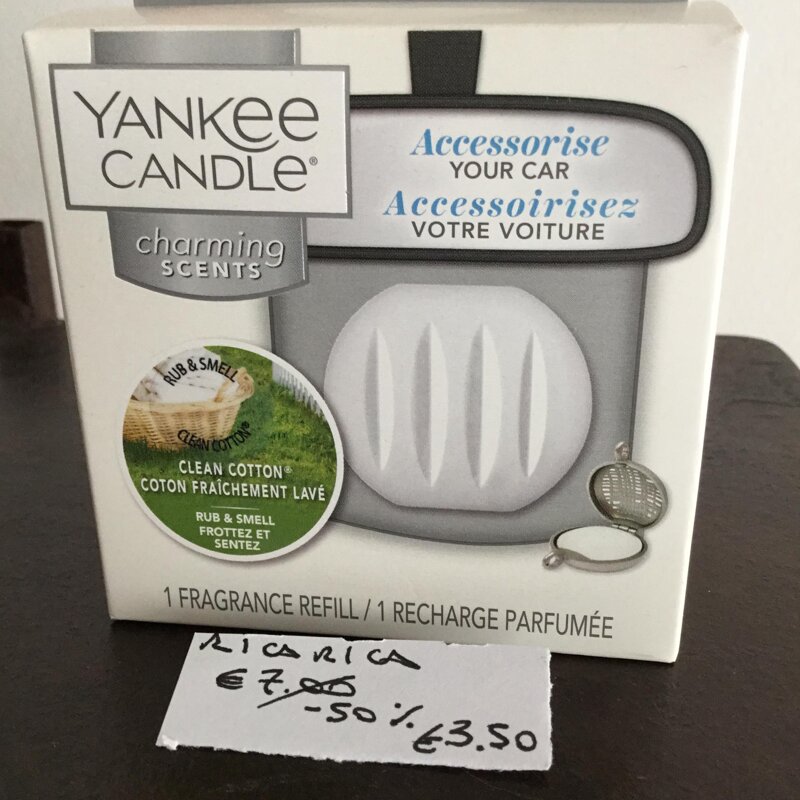 YANKEE
CANDLE®
charming
SCENTS
Accessorise
YOUR CAR
Accessoirisez
VOTRE VOITURE
RUB & SMELL
CLEAN COTTON®
CLEAN COTTON®
COTON FRAÎCHEMENT LAVÉ
RUB & SMELL
FROTTEZ ET
SENTEZ
1 FRAGRANCE REFILL / 1 RECHARGE PARFUMÉE
RICARICA
€ 7.00
-50%
€3.50